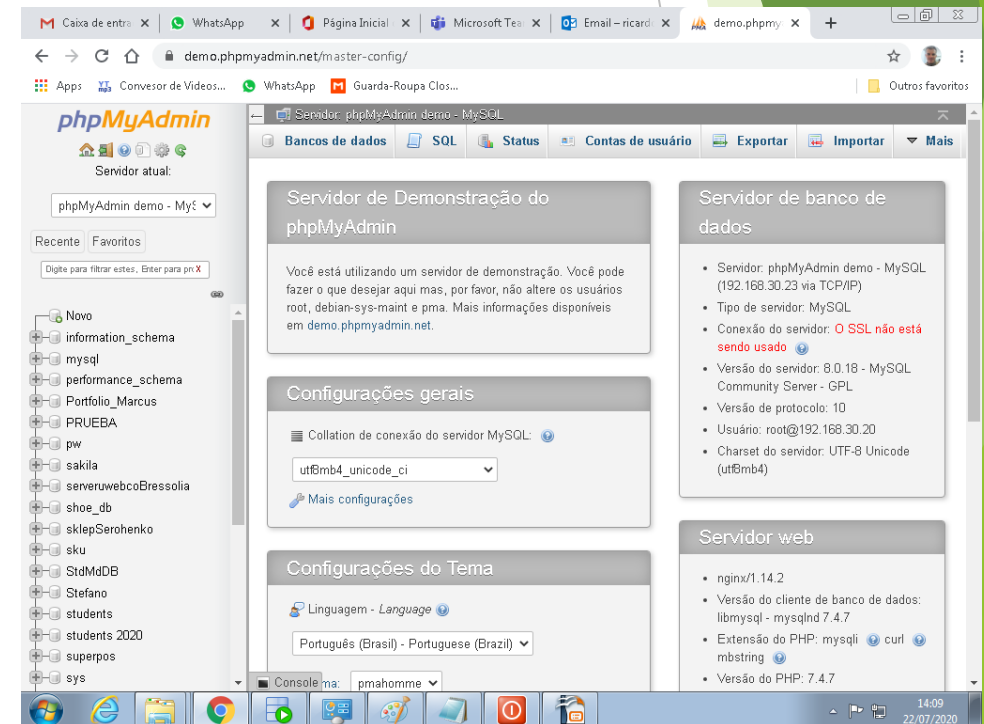 Caixa de entra
WhatsApp
Página Inicial
Microsoft Tea
Email – ricard
demo.phpmy
demo.phpmyadmin.net/master-config/
Apps
Convesor de Videos...
WhatsApp
Guarda-Roupa Clos...
Outros favoritos
phpMyAdmin
Servidor atual:
phpMyAdmin demo - MyS
Recente
Favoritos
Digite para filtrar estes, Enter para pro X
Novo
information_schema
mysql
performance_schema
Portfolio_Marcus
PRUEBA
pw
sakila
serveruwebcoBressolia
shoe_db
sklepSerohenko
sku
StdMdDB
Stefano
students
students 2020
superpos
sys
Servidor: phpMyAdmin demo - MySQL
Bancos de dados
SQL
Status
Contas de usuário
Exportar
Importar
Mais
Servidor de Demonstração do
phpMyAdmin
Você está utilizando um servidor de demonstração. Você pode
fazer o que desejar aqui mas, por favor, não altere os usuários
root, debian-sys-maint e pma. Mais informações disponíveis
em demo.phpmyadmin.net.
Configurações gerais
Collation de conexão do servidor MySQL:
utf8mb4_unicode_ci
Mais configurações
Configurações do Tema
Linguagem - Language
Português (Brasil) - Portuguese (Brazil)
Console
ma:
pmahomme
Servidor de banco de
dados
• Servidor: phpMyAdmin demo - MySQL
(192.168.30.23 via TCP/IP)
• Tipo de servidor: MySQL
• Conexão do servidor: O SSL não está
sendo usado
• Versão do servidor: 8.0.18 - MySQL
Community Server - GPL
• Versão de protocolo: 10
• Usuário: root@192.168.30.20
• Charset do servidor: UTF-8 Unicode
(utf8mb4)
Servidor web
• nginx/1.14.2
• Versão do cliente de banco de dados:
libmysql - mysqlnd 7.4.7
• Extensão do PHP: mysqli curl
mbstring
• Versão do PHP: 7.4.7
14:09
22/07/2020